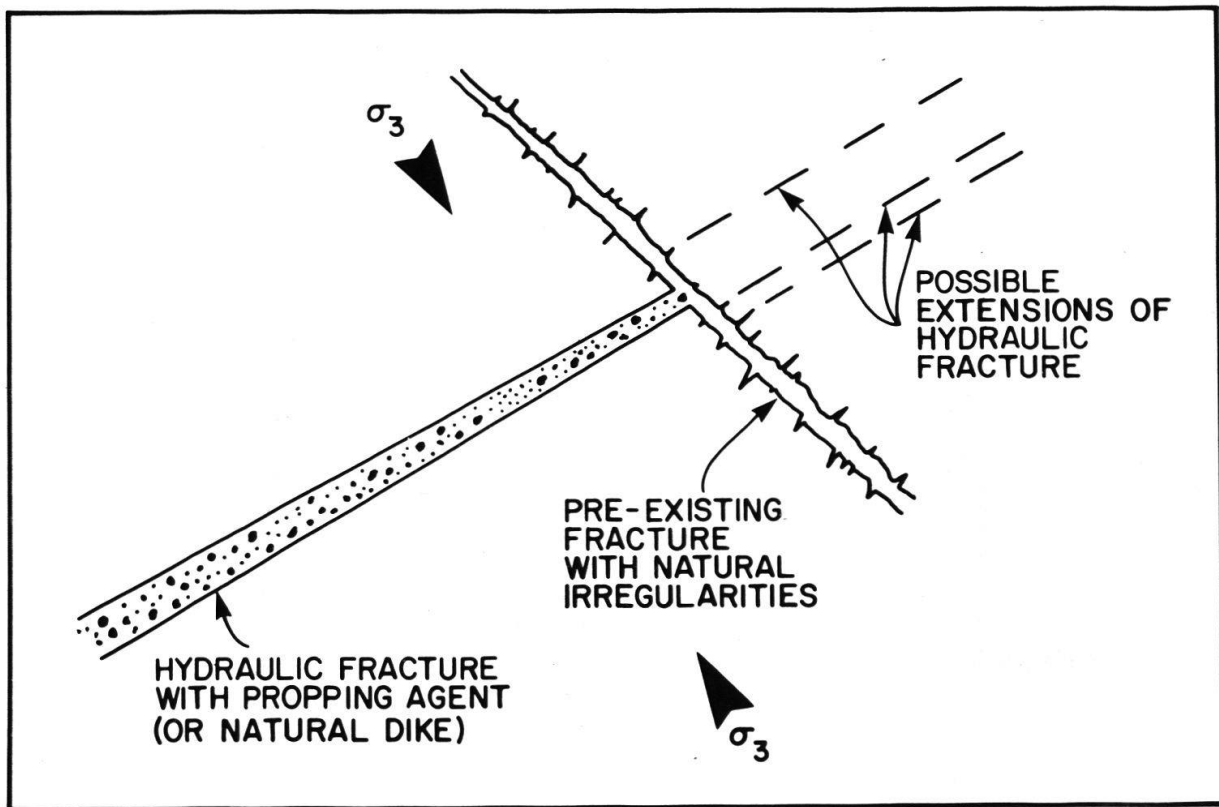 σ3
POSSIBLE
EXTENSIONS OF
HYDRAULIC
FRACTURE
PRE-EXISTING
FRACTURE
WITH NATURAL
IRREGULARITIES
HYDRAULIC FRACTURE
WITH PROPPING AGENT
(OR NATURAL DIKE)
σ3